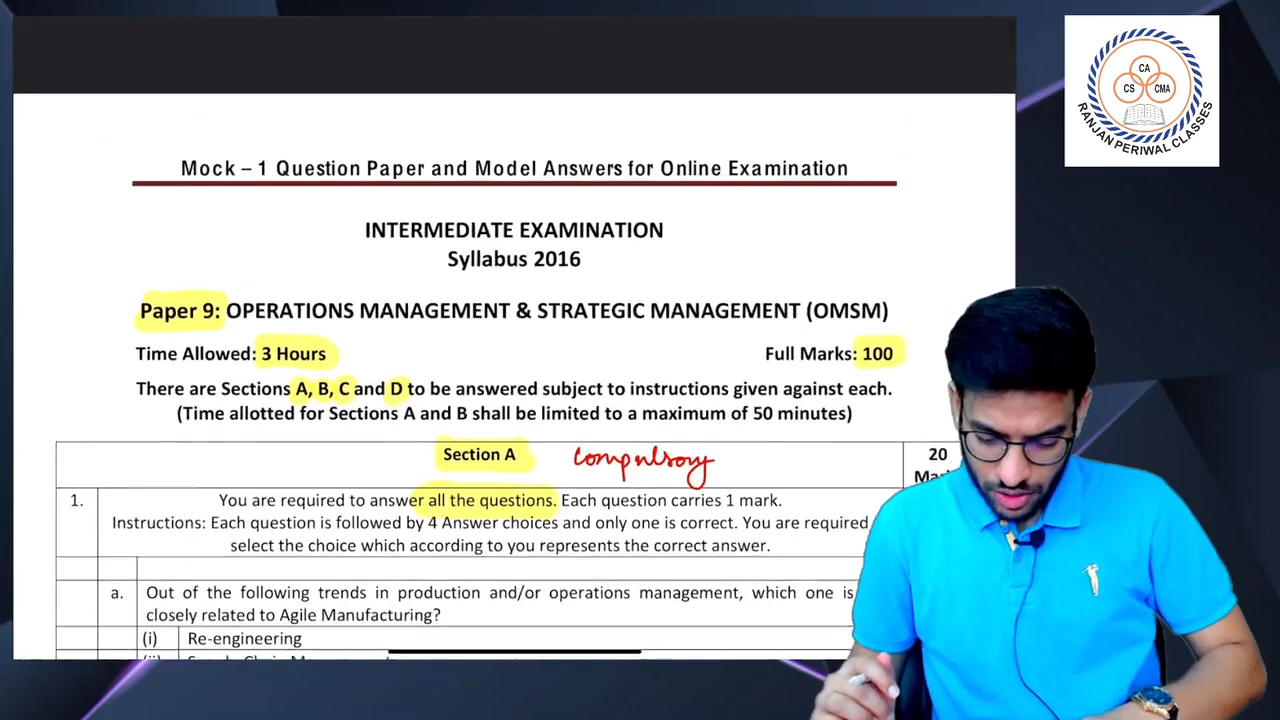 CA
CS
CMA
RANJAN PERIWAL CLASSES
Mock – 1 Question Paper and Model Answers for Online Examination
INTERMEDIATE EXAMINATION
Syllabus 2016
Paper 9: OPERATIONS MANAGEMENT & STRATEGIC MANAGEMENT (OMSM)
Time Allowed: 3 Hours Full Marks: 100
There are Sections A, B, C and D to be answered subject to instructions given against each.
(Time allotted for Sections A and B shall be limited to a maximum of 50 minutes)
Section A compulsory 20
1. You are required to answer all the questions. Each question carries 1 mark.
Instructions: Each question is followed by 4 Answer choices and only one is correct. You are required
select the choice which according to you represents the correct answer.
a. Out of the following trends in production and/or operations management, which one is
closely related to Agile Manufacturing?
(i) Re-engineering